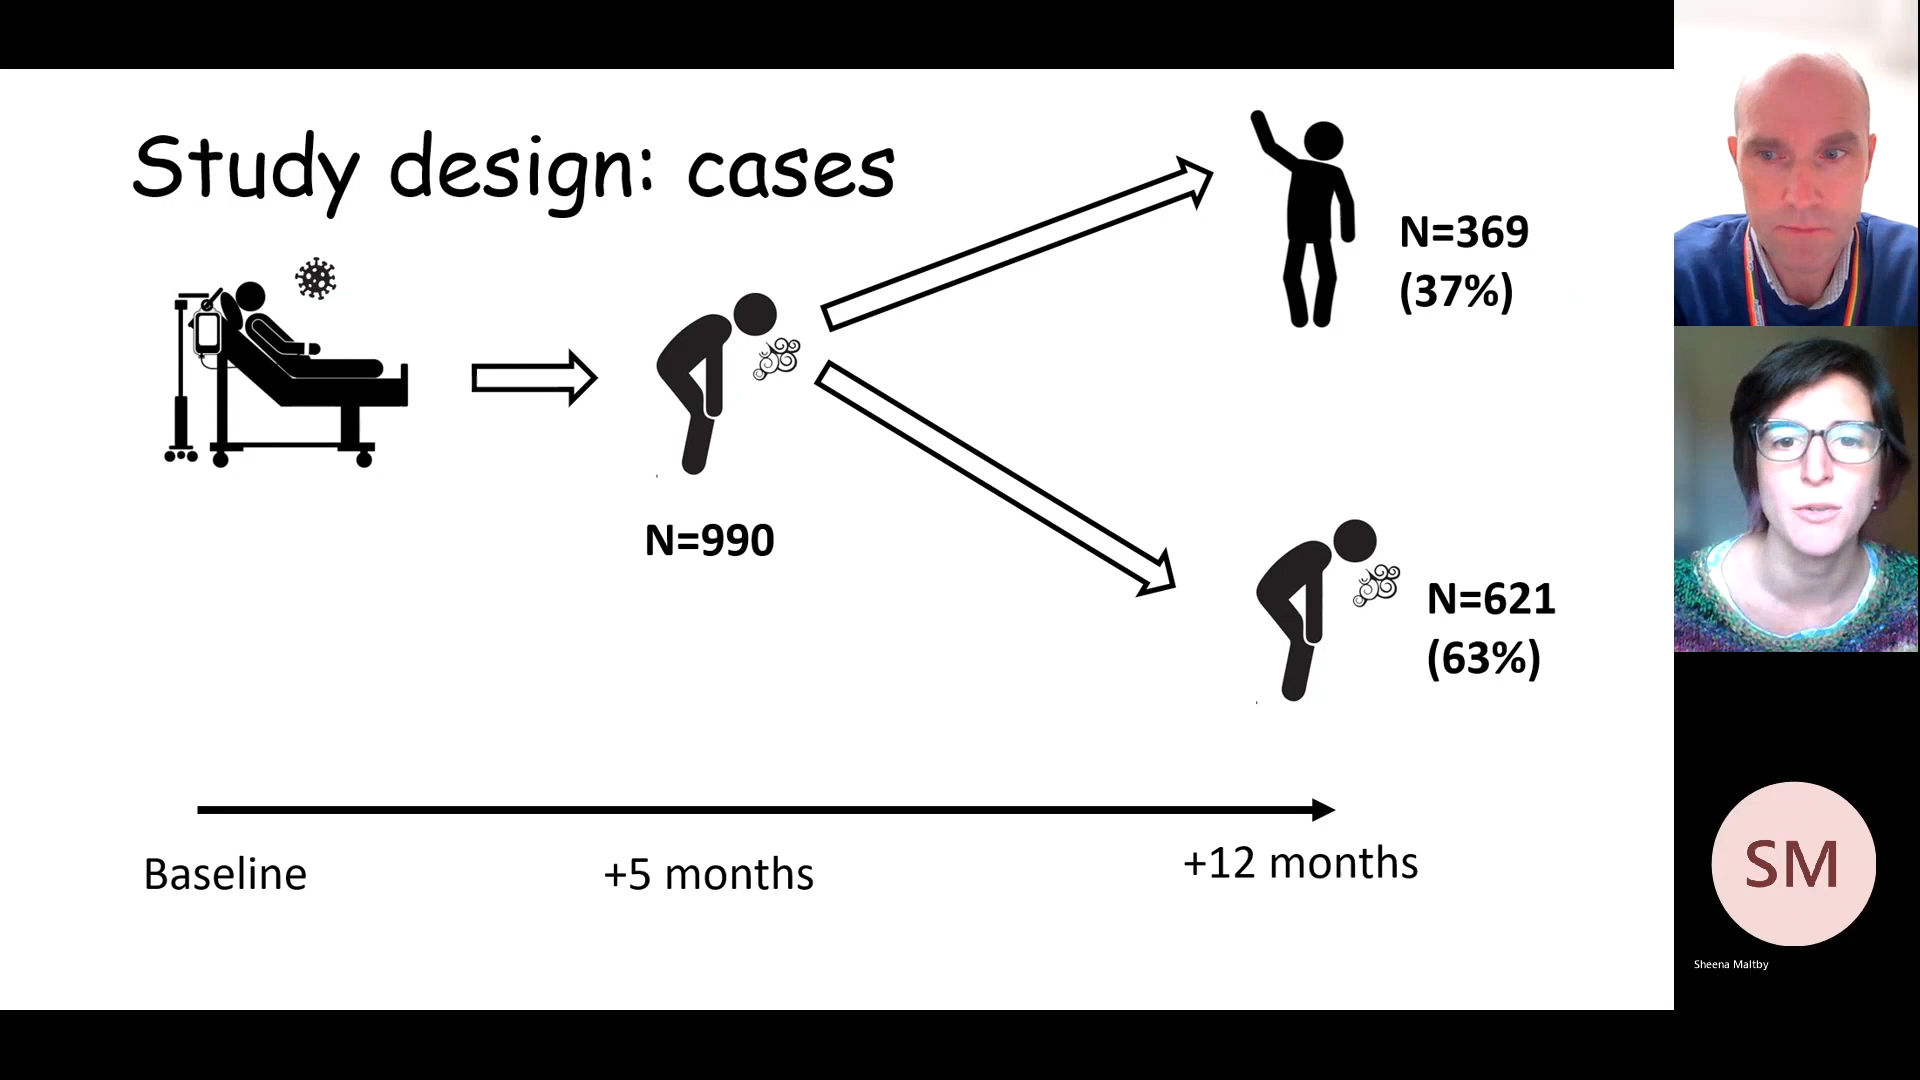 Study design: cases
N=369
(37%)
N=990
N=621
(63%)
Baseline
+5 months
+12 months
SM
Sheena Maltby